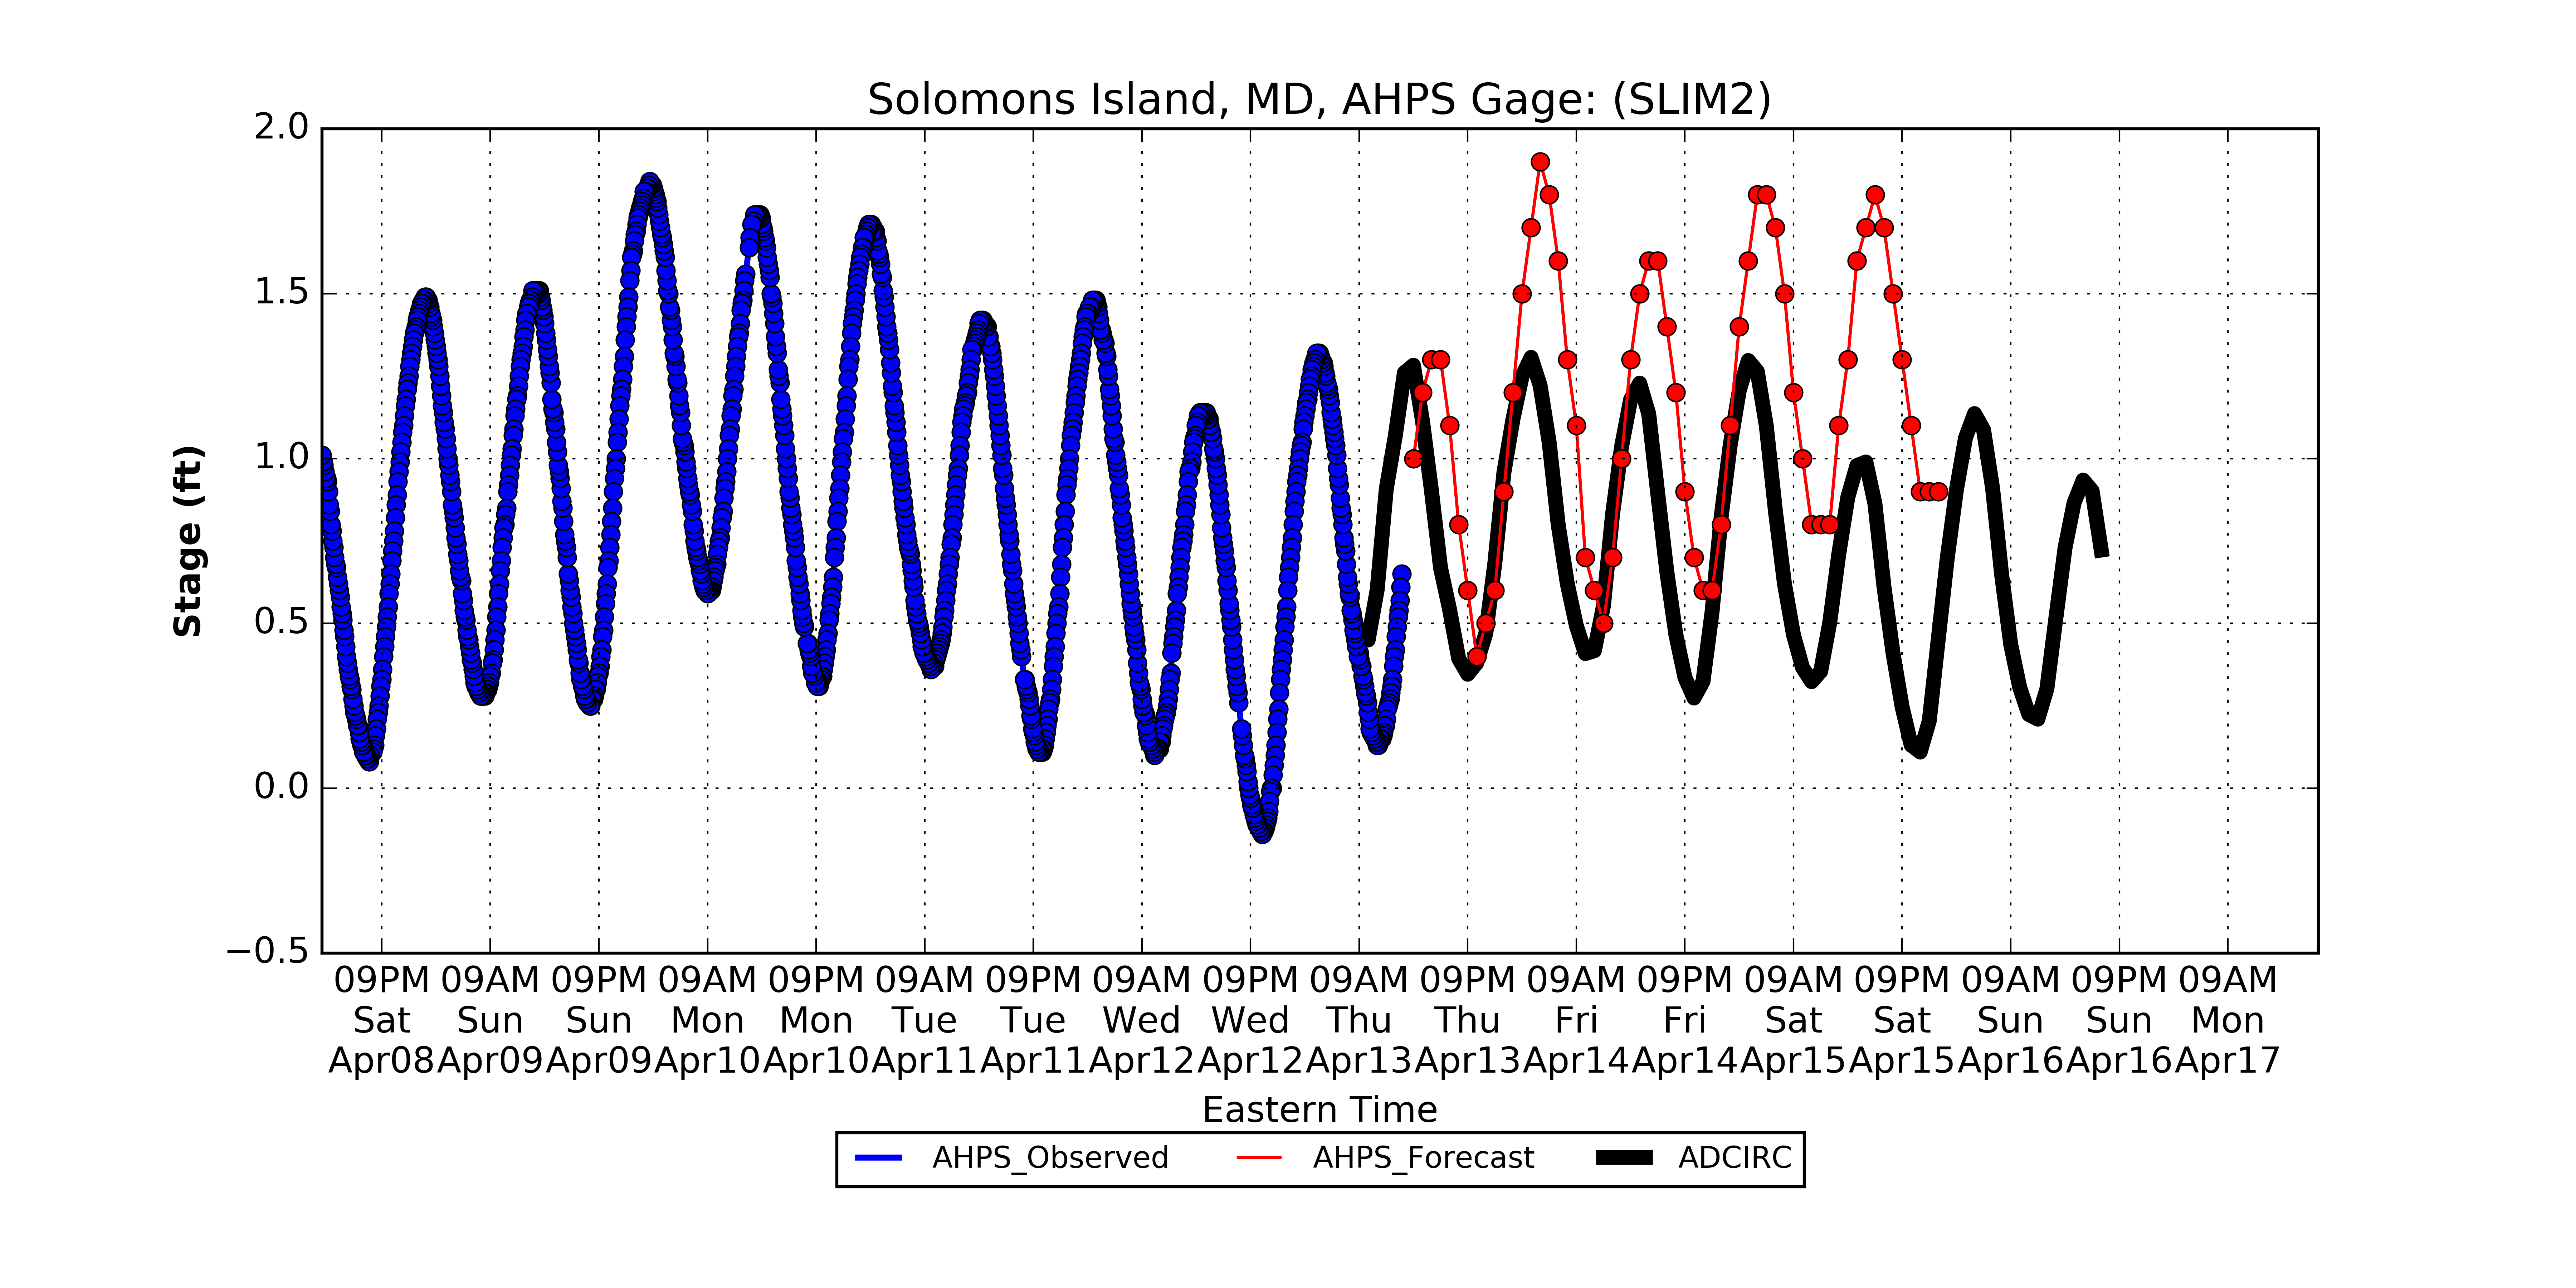 Solomons Island, MD, AHPS Gage: (SLIM2)
2.0
1.5
1.0
0.5
0.0
−0.5
Stage (ft)
09PM 09AM 09PM 09AM 09PM 09AM 09PM 09AM 09PM 09AM 09PM 09AM 09PM 09AM 09PM 09AM 09PM 09AM
Sat Sun Sun Mon Mon Tue Tue Wed Wed Thu Thu Fri Fri Sat Sat Sun Sun Mon
Apr08 Apr09 Apr09 Apr10 Apr10 Apr11 Apr11 Apr12 Apr12 Apr13 Apr13 Apr14 Apr14 Apr15 Apr15 Apr16 Apr16 Apr17
Eastern Time
AHPS_Observed AHPS_Forecast ADCIRC